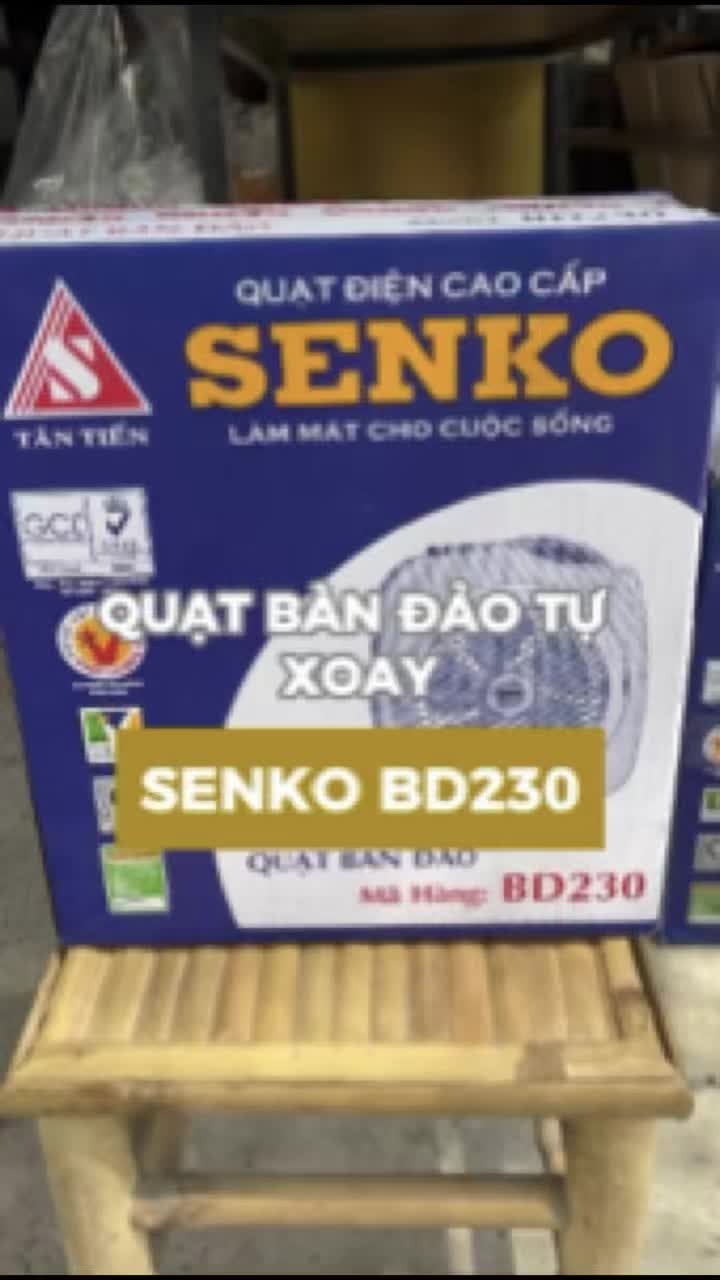 QUẠT ĐIỆN CAO CẤP
SENKO
LÀM MÁT CHO CUỘC SỐNG
TÂN TIẾN
QUẠT BÀN ĐẢO TỰ
XOAY
SENKO BD230
QUẠT BÀN ĐẢO
Mã Hàng: BD230